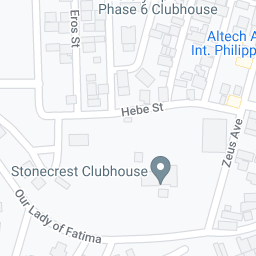 Phase 6 Clubhouse
Eros St
Altech A
Int. Philipp
Hebe St
Zeus Ave
Stonecrest Clubhouse
Our Lady of Fatima